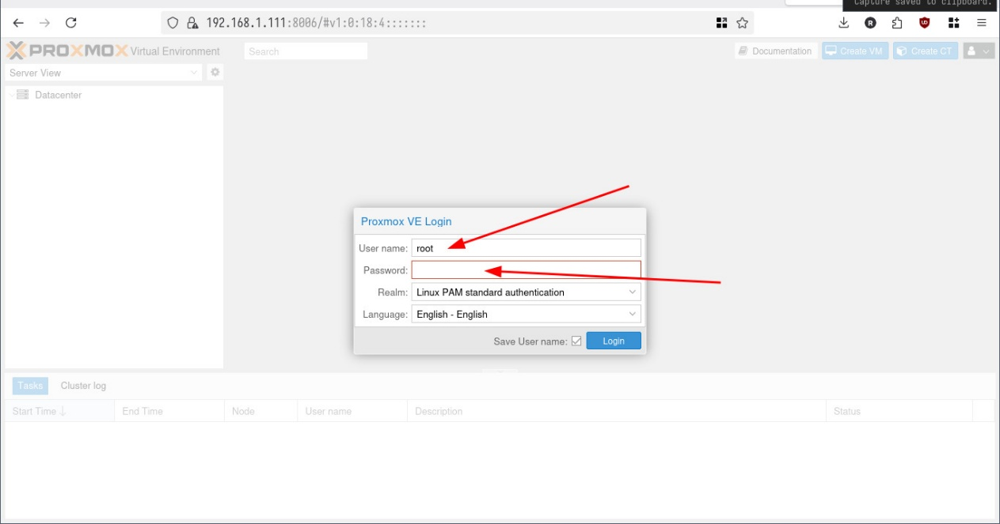 Capture saved to clipboard.
192.168.1.111:8006/#v1:0:18:4:::::::
R
PROXMOX Virtual Environment Search Documentation Create VM Create CT
Server View
Datacenter
Proxmox VE Login
User name: root
Password:
Realm: Linux PAM standard authentication
Language: English - English
Save User name: Login
Tasks Cluster log
Start Time End Time Node User name Description Status